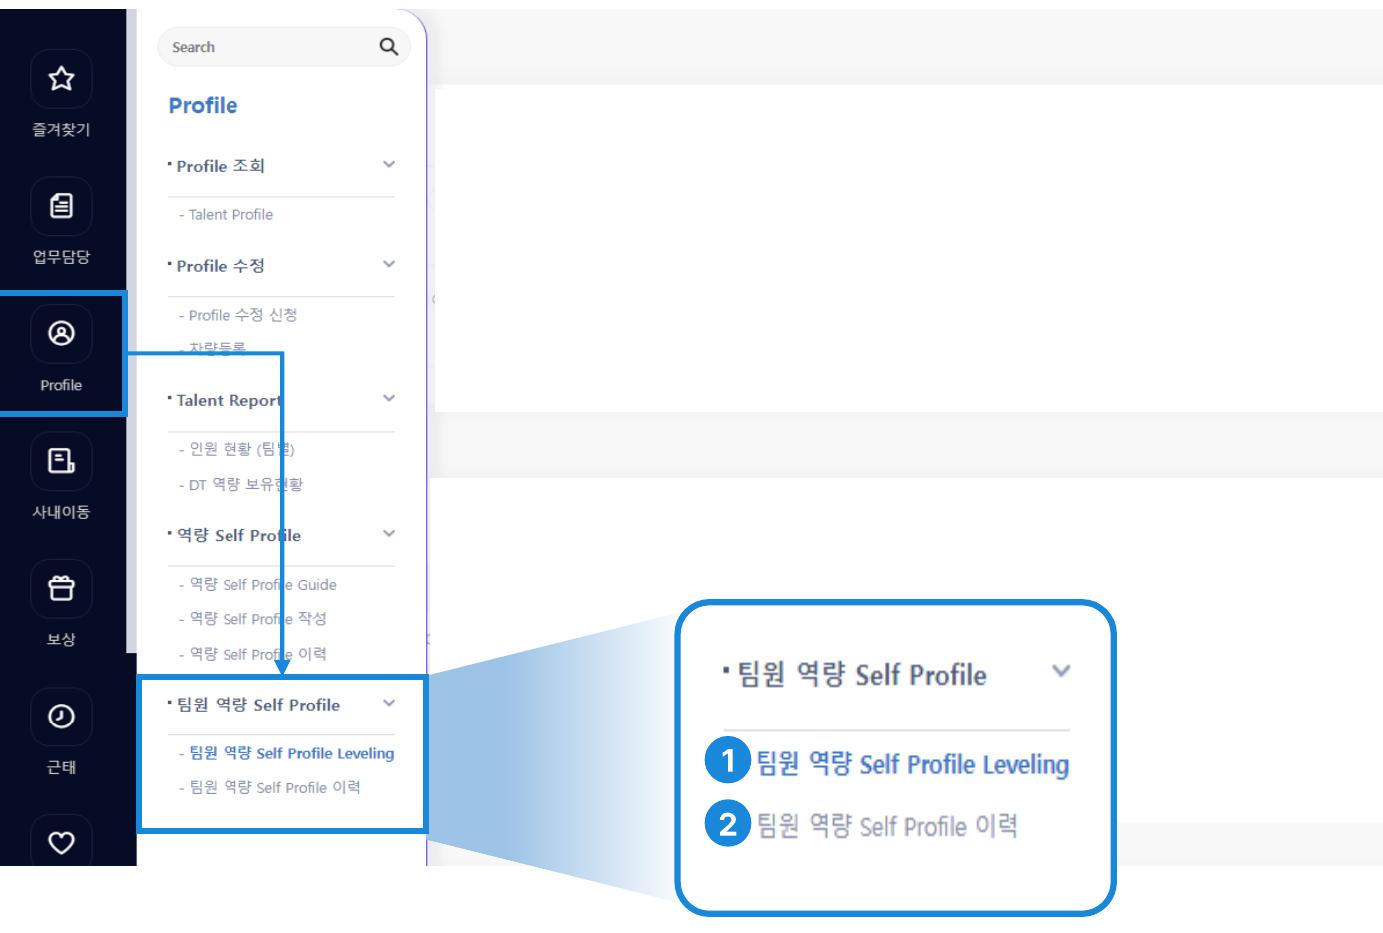 즐겨찾기
업무담당
Profile
사내이동
보상
근태
Search
Profile
Profile 조회
- Talent Profile
Profile 수정
- Profile 수정 신청
- 차량등록
Talent Report
- 인원 현황 (팀별)
- DT 역량 보유현황
역량 Self Profile
- 역량 Self Profile Guide
- 역량 Self Profile 작성
- 역량 Self Profile 이력
팀원 역량 Self Profile
- 팀원 역량 Self Profile Leveling
- 팀원 역량 Self Profile 이력
팀원 역량 Self Profile
1 팀원 역량 Self Profile Leveling
2 팀원 역량 Self Profile 이력